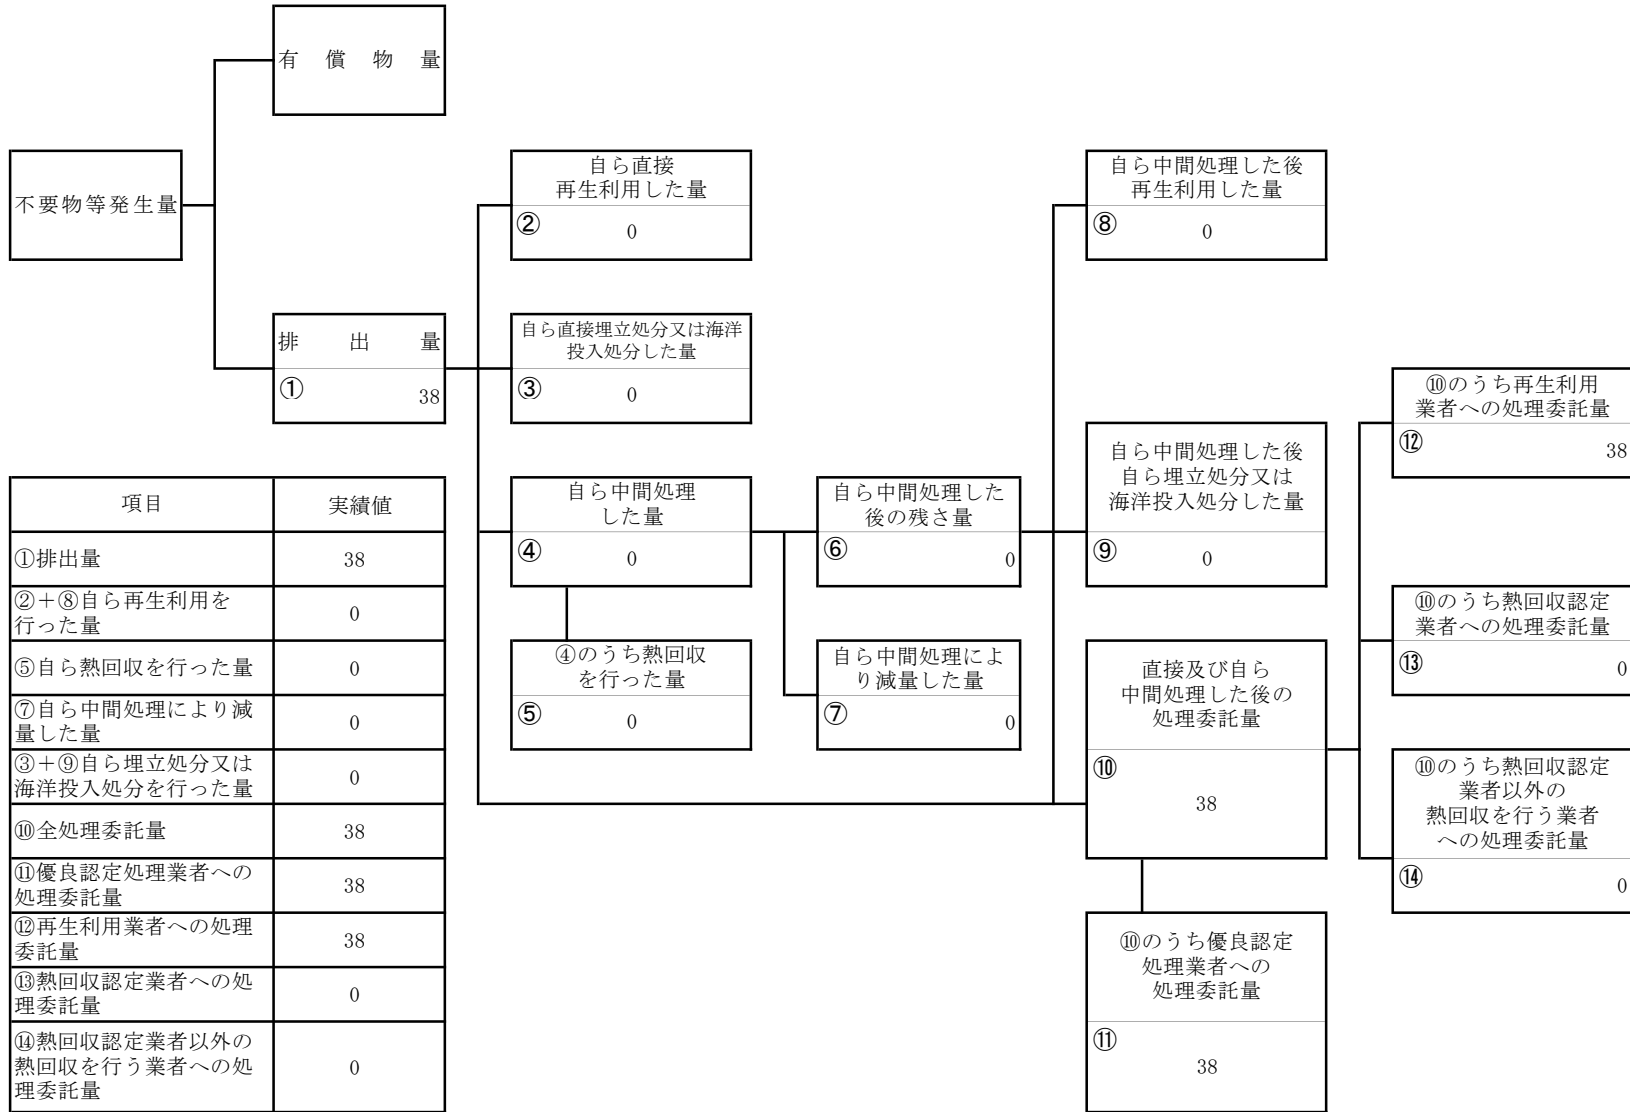 有償物量
不要物等発生量
自ら直接
再生利用した量
②
0
自ら中間処理した後
再生利用した量
⑧
0
排出量
①
38
自ら直接埋立処分又は海洋
投入処分した量
③
0
⑩のうち再生利用
業者への処理委託量
⑫
38
自ら中間処理した後
自ら埋立処分又は
海洋投入処分した量
⑨
0
自ら中間処理
した量
④
0
自ら中間処理した
後の残さ量
⑥
0
⑩のうち熱回収認定
業者への処理委託量
⑬
0
④のうち熱回収
を行った量
⑤
0
自ら中間処理によ
り減量した量
⑦
0
直接及び自ら
中間処理した後の
処理委託量
⑩
38
⑩のうち熱回収認定
業者以外の
熱回収を行う業者
への処理委託量
⑭
0
⑩のうち優良認定
処理業者への
処理委託量
⑪
38
項目 実績値
①排出量 38
②＋⑧自ら再生利用を
行った量
0
⑤自ら熱回収を行った量 0
⑦自ら中間処理により減
量した量
0
③＋⑨自ら埋立処分又は
海洋投入処分を行った量
0
⑩全処理委託量 38
⑪優良認定処理業者への
処理委託量
38
⑫再生利用業者への処理
委託量
38
⑬熱回収認定業者への処
理委託量
0
⑭熱回収認定業者以外の
熱回収を行う業者への処
理委託量
0